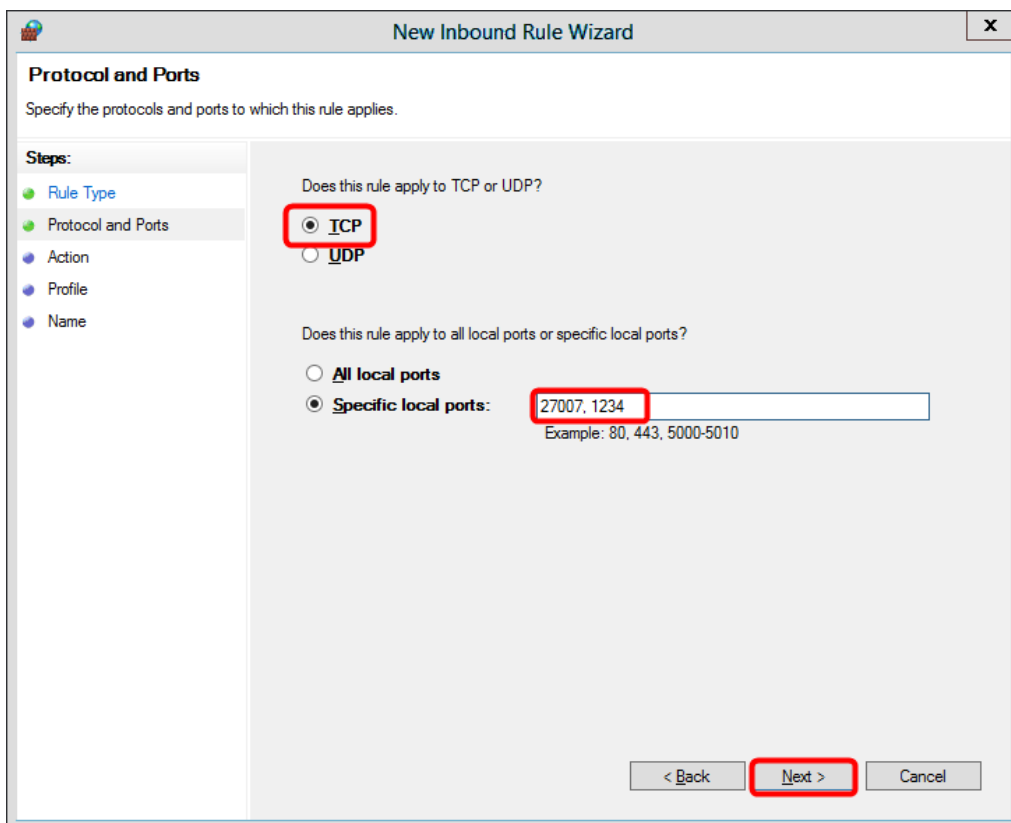 New Inbound Rule Wizard
x
Protocol and Ports
Specify the protocols and ports to which this rule applies.
Steps:
Rule Type
Protocol and Ports
Action
Profile
Name
Does this rule apply to TCP or UDP?
TCP
UDP
Does this rule apply to all local ports or specific local ports?
All local ports
Specific local ports: 27007, 1234
Example: 80, 443, 5000-5010
< Back Next > Cancel